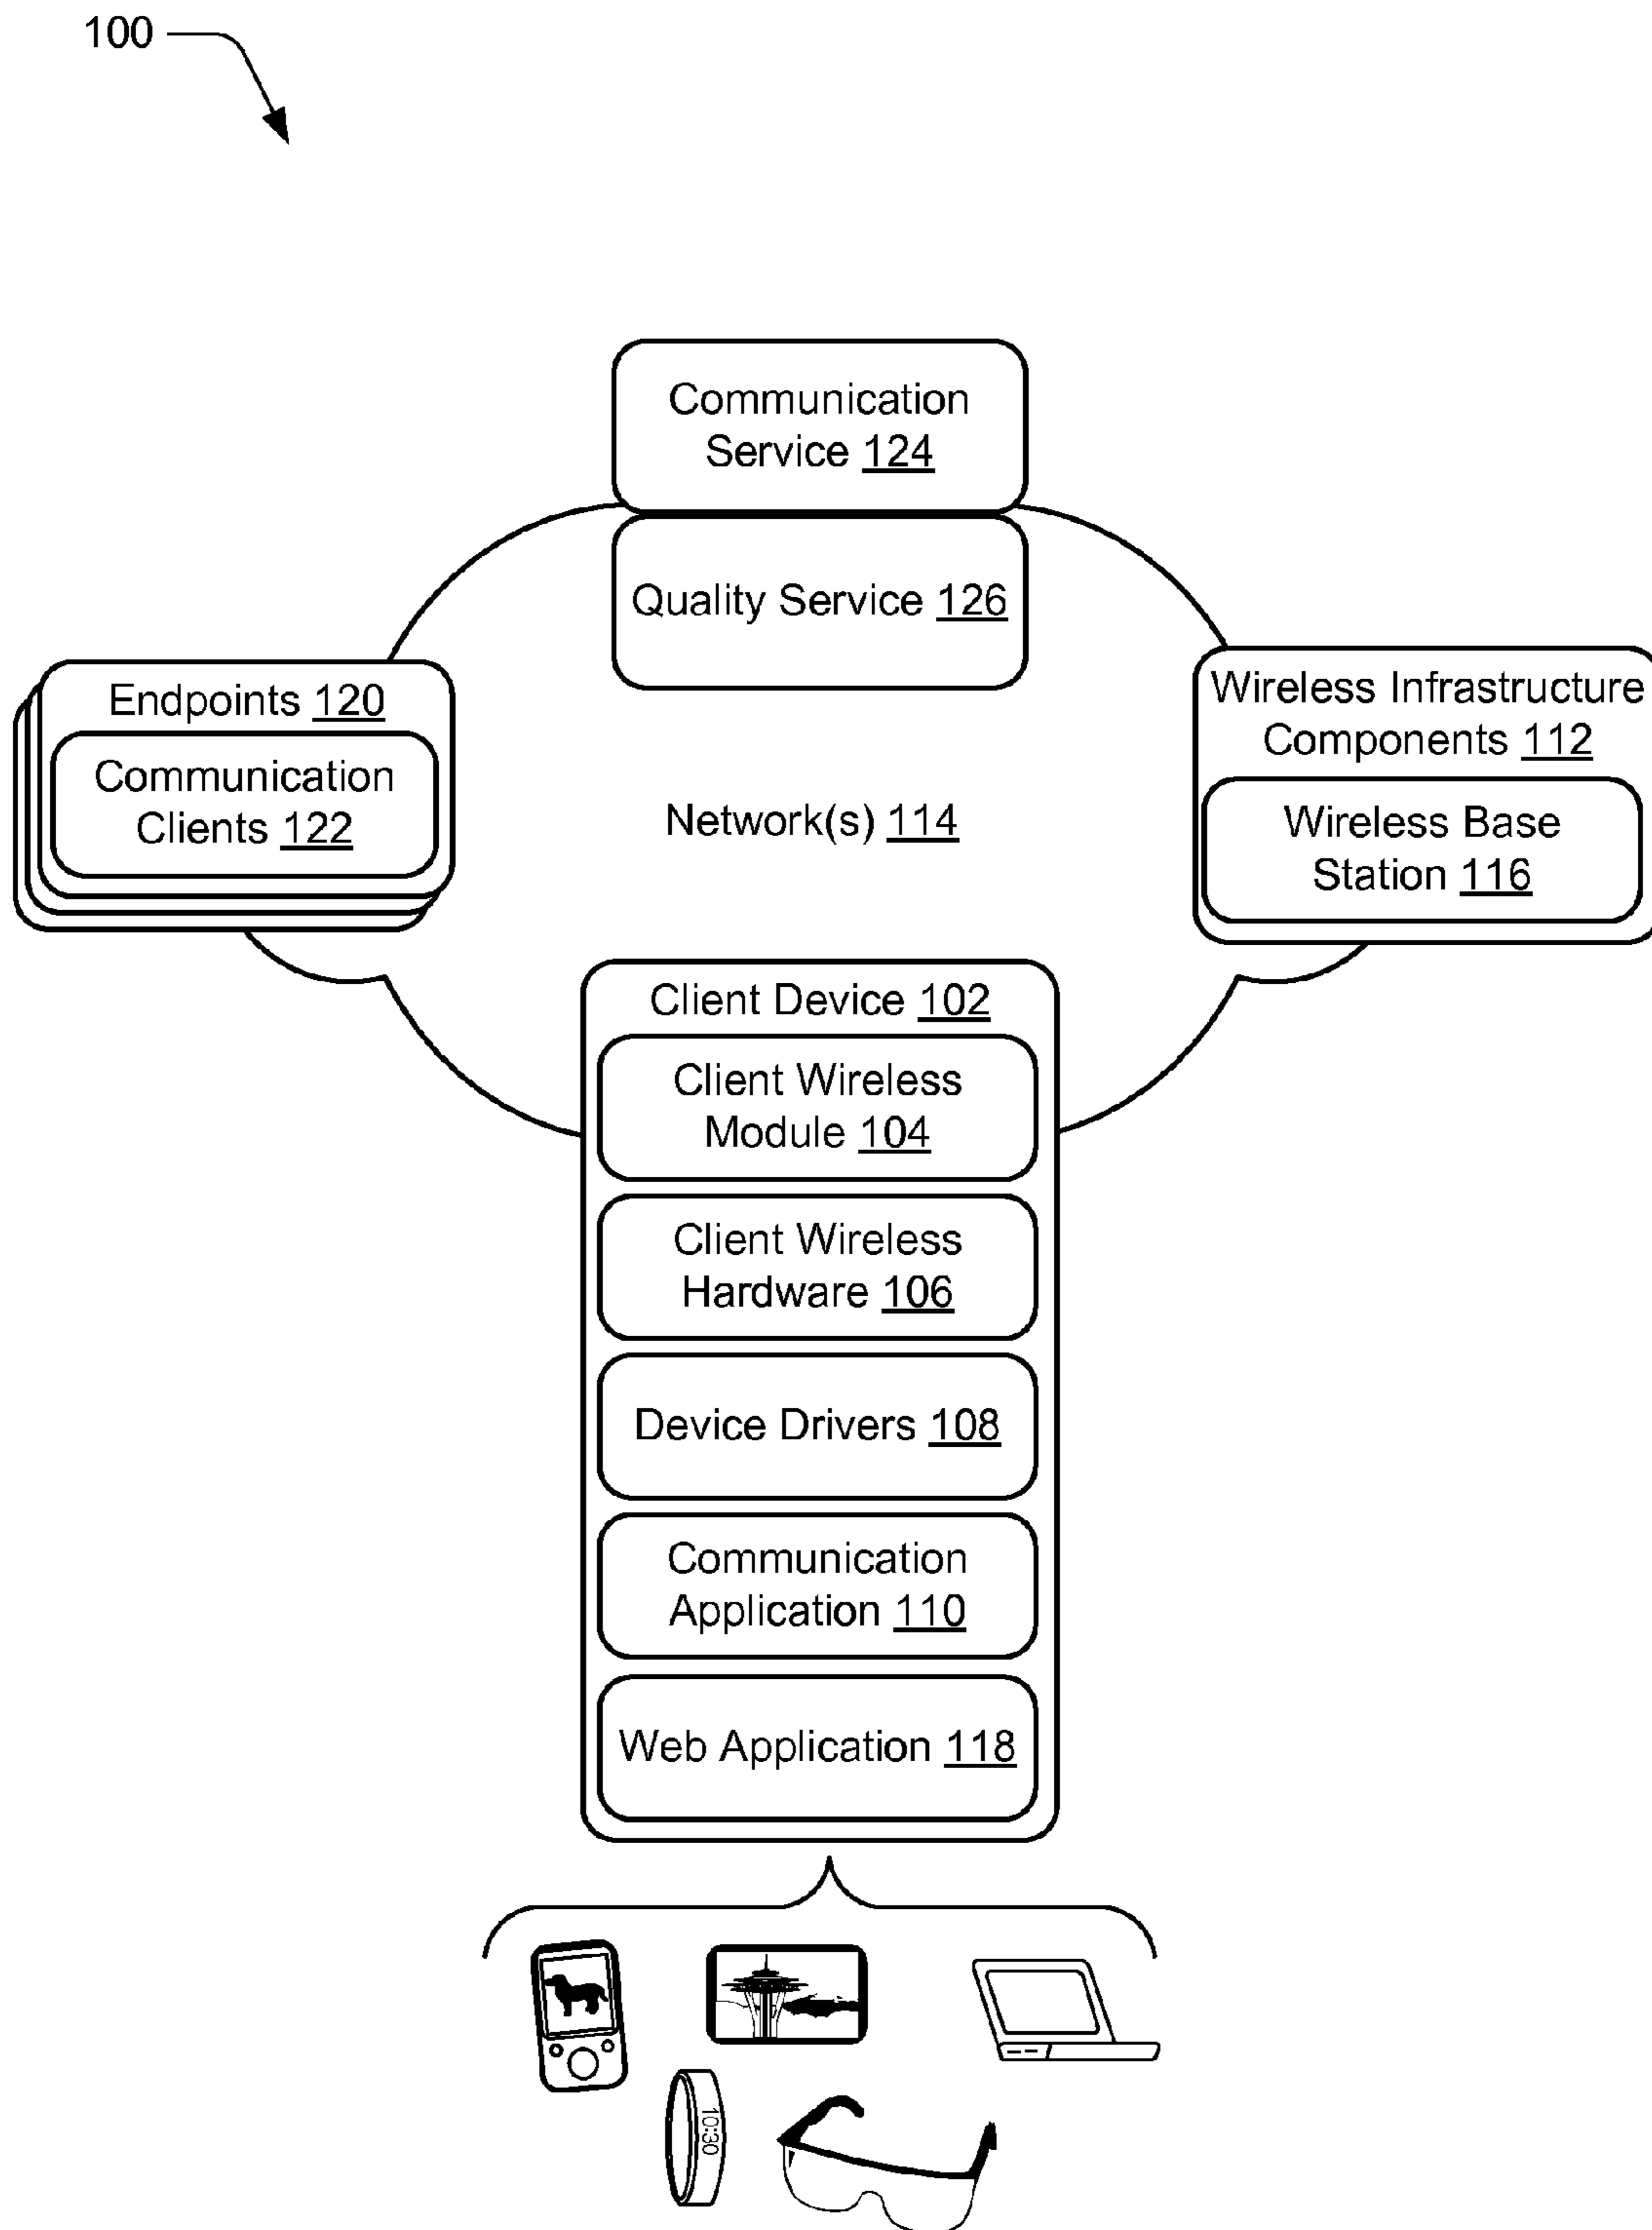 100
Communication
Service 124
Quality Service 126
Endpoints 120
Communication
Clients 122
Wireless Infrastructure
Components 112
Wireless Base
Station 116
Network(s) 114
Client Device 102
Client Wireless
Module 104
Client Wireless
Hardware 106
Device Drivers 108
Communication
Application 110
Web Application 118
10:30